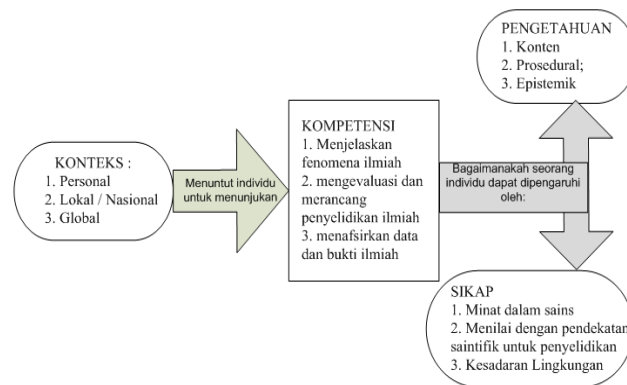 KONTEKS :
1. Personal
2. Lokal / Nasional
3. Global
Menuntut individu
untuk menunjukan
KOMPETENSI
1. Menjelaskan
fenomena ilmiah
2. mengevaluasi dan
merancang
penyelidikan ilmiah
3. menafsirkan data
dan bukti ilmiah
Bagaimanakah seorang
individu dapat dipengaruhi
oleh:
PENGETAHUAN
1. Konten
2. Prosedural;
3. Epistemik
SIKAP
1. Minat dalam sains
2. Menilai dengan pendekatan
saintifik untuk penyelidikan
3. Kesadaran Lingkungan